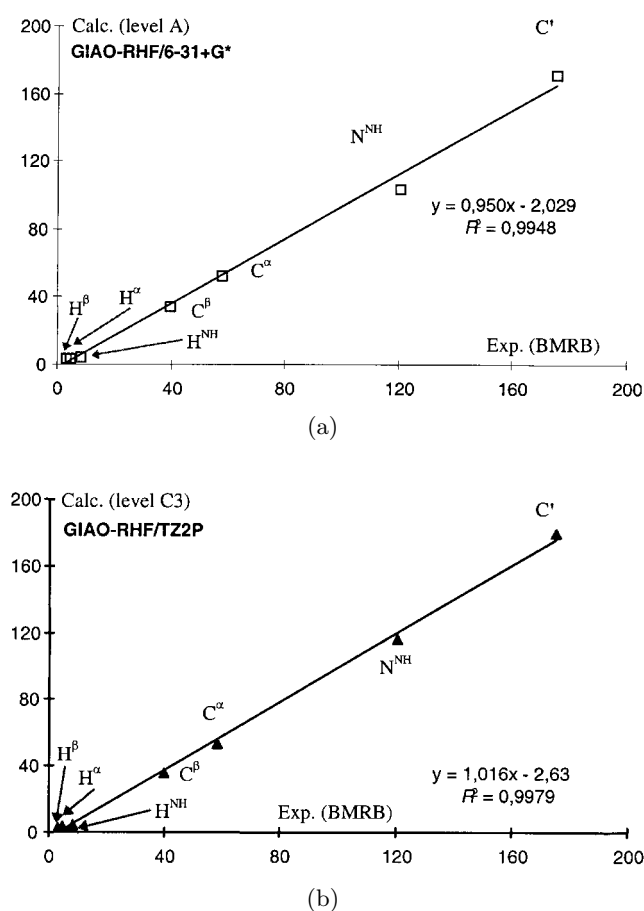 Calc. (level A)
GIAO-RHF/6-31+G*
C'
200
160
120
80
40
0
N^NH
y = 0,950x - 2,029
R² = 0,9948
H^β
H^α
C^α
C^β
H^NH
Exp. (BMRB)
0 40 80 120 160 200
(a)
Calc. (level C3)
GIAO-RHF/TZ2P
C'
200
160
120
80
40
0
N^NH
C^α
H^β
H^α
C^β
H^NH
y = 1,016x - 2,63
R² = 0,9979
Exp. (BMRB)
0 40 80 120 160 200
(b)